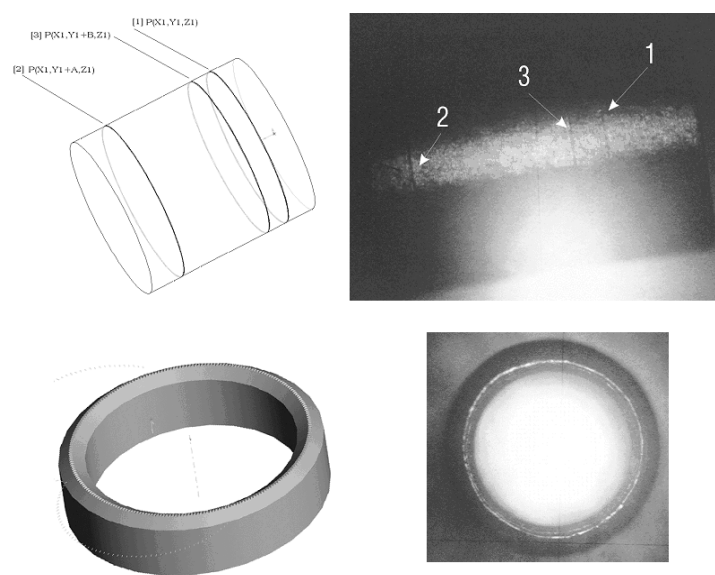 [1] P(X1,Y1,Z1)
[3] P(X1,Y1+B,Z1)
[2] P(X1,Y1+A,Z1)
1
3
2